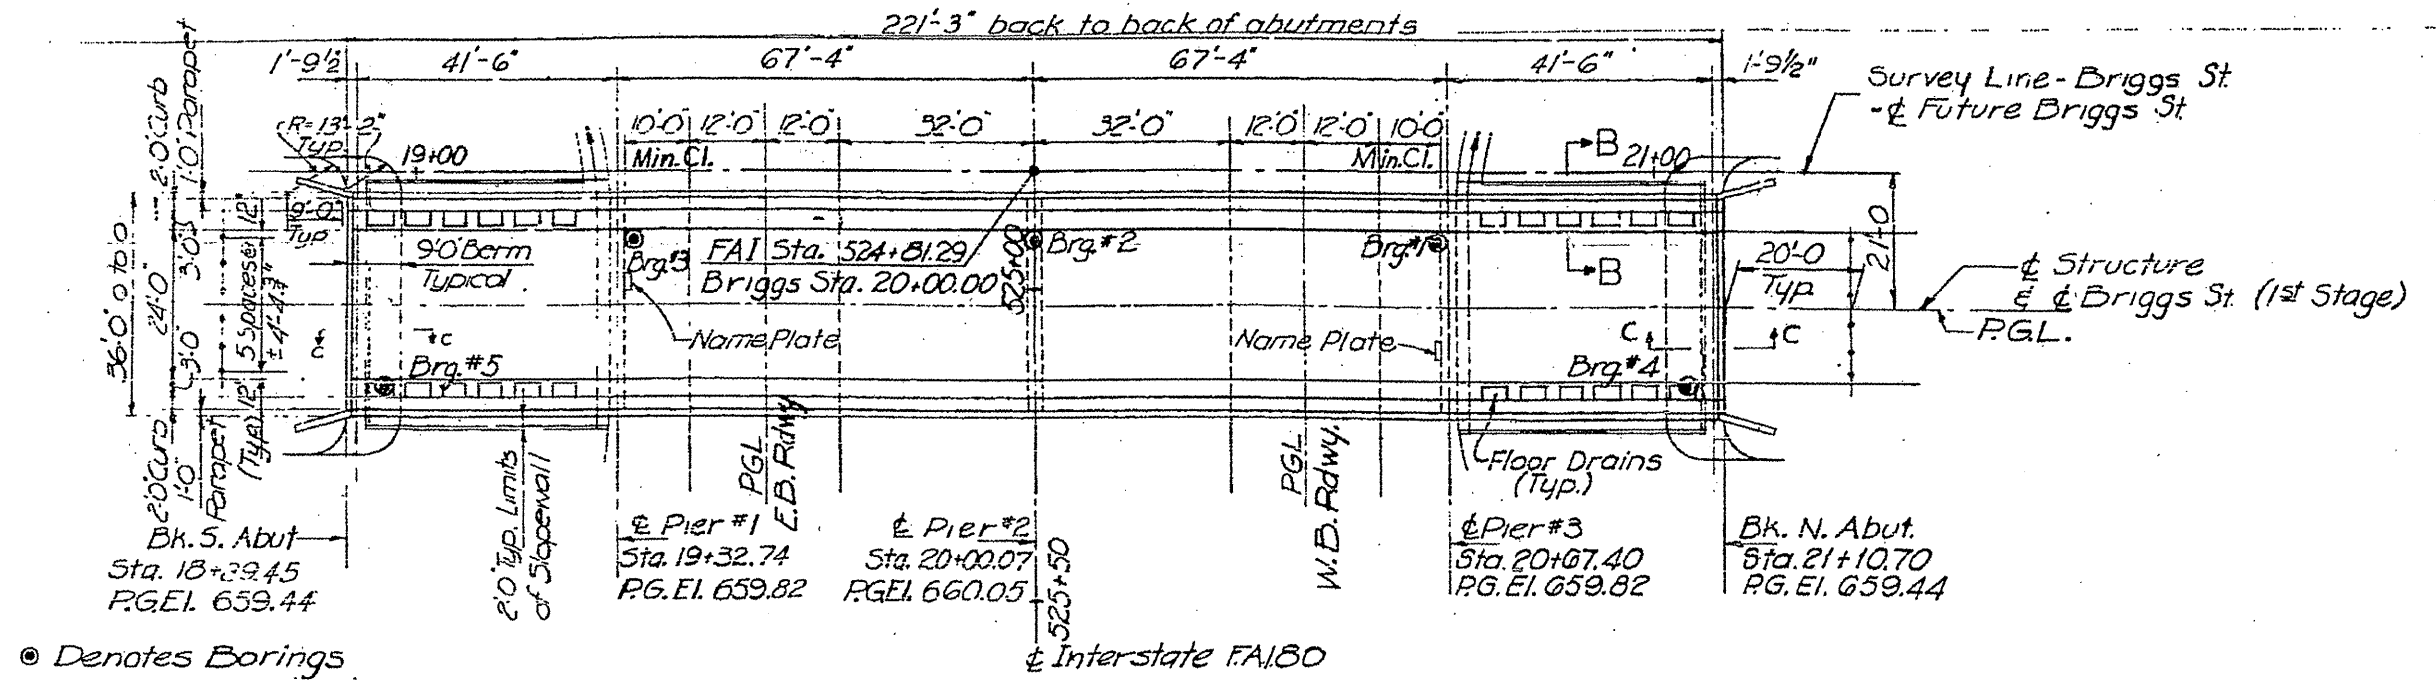 221'-3" back to back of abutments
1'-9½" 41'-6" 67'-4" 67'-4" 41'-6" 1'-9½"
Survey Line - Briggs St.
- ℄ Future Briggs St.
R=13'-2"
Typ.
19+00
10'-0" 12'-0" 12'-0" 32'-0" 32'-0" 12'-0" 12'-0" 10'-0"
Min. Cl.
Min. Cl.
B
21+00
2'-0" Curb
1'-0" Parapet
36'-0" o to o
24'-0"
3'-0"
3'-0"
12"
12"
9'-0"
Typ
9'-0" Berm
Typical
Brg.#3
FAI Sta. 524+81.29
Briggs Sta. 20+00.00
525+00
Brg.#2
Brg.#1
B
20'-0
Typ.
21'-0
℄ Structure
& ℄ Briggs St. (1st Stage)
P.G.L.
C
C
Name Plate
Name Plate
C
C
Brg.#5
Brg.#4
2'-0" Curb
1'-0"
Parapet
(Typ.)
2'-0" Typ. Limits
of Slopewall
PGL
E.B. Rdwy
PGL
W.B. Rdwy.
Floor Drains
(Typ.)
Bk. S. Abut
P.G.El. 659.44
℄ Pier #1
Sta. 19+32.74
P.G. El. 659.82
℄ Pier #2
Sta. 20+00.07
P.G.El. 660.05
525+50
℄ Pier #3
Sta. 20+67.40
P.G. El. 659.82
Bk. N. Abut.
Sta. 21+10.70
P.G. El. 659.44
Denotes Borings
℄ Interstate F.A.I.80